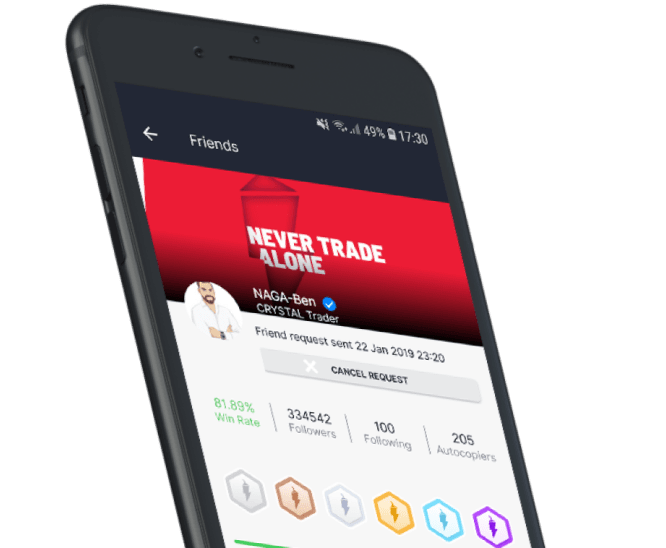 49% 17:30
Friends
NEVER TRADE
ALONE
NAGA-Ben
CRYSTAL Trader
Friend request sent 22 Jan 2019 23:20
CANCEL REQUEST
81.89% 334542 100 205
Win Rate Followers Following Autocopiers